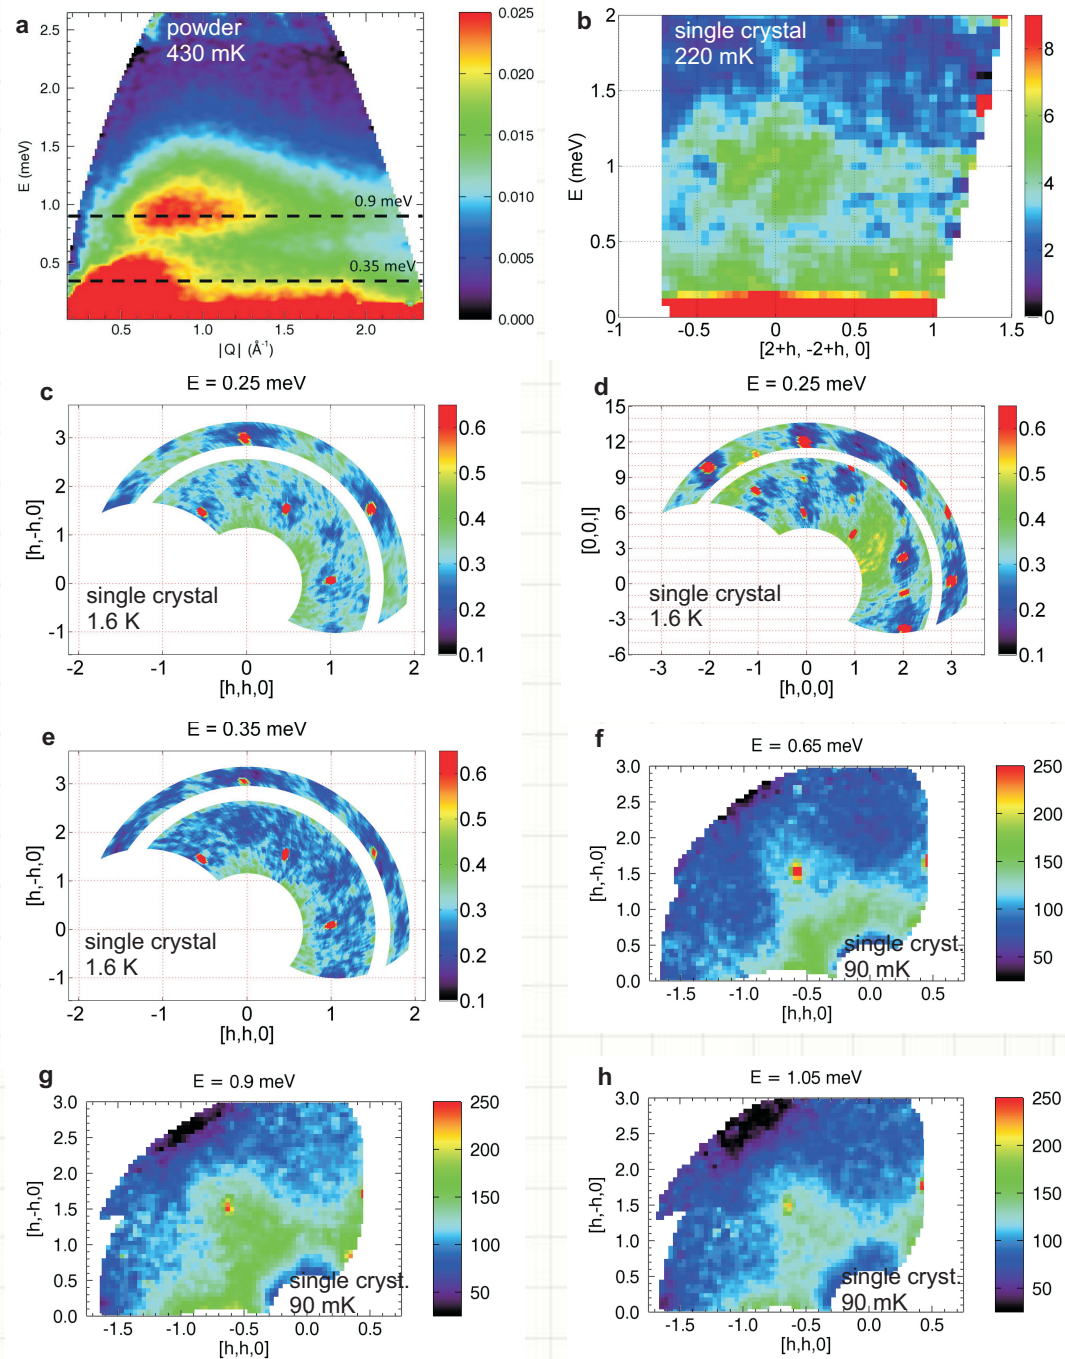 a
powder
430 mK
2.5
2.0
1.5
1.0
0.5
E (meV)
0.9 meV
0.35 meV
0.5
1.0
1.5
2.0
|Q| (Å⁻¹)
0.025
0.020
0.015
0.010
0.005
0.000
b
single crystal
220 mK
2
1.5
1
0.5
0
E (meV)
-1
-0.5
0
0.5
1
1.5
[2+h, -2+h, 0]
8
6
4
2
0
c
E = 0.25 meV
3
2
1
0
-1
[h,-h,0]
single crystal
1.6 K
-2
-1
0
1
2
[h,h,0]
0.6
0.5
0.4
0.3
0.2
0.1
d
E = 0.25 meV
15
12
9
6
3
0
-3
-6
[0,0,l]
single crystal
1.6 K
-3
-2
-1
0
1
2
3
[h,0,0]
0.6
0.5
0.4
0.3
0.2
0.1
e
E = 0.35 meV
3
2
1
0
-1
[h,-h,0]
single crystal
1.6 K
-2
-1
0
1
2
[h,h,0]
0.6
0.5
0.4
0.3
0.2
0.1
f
E = 0.65 meV
3.0
2.5
2.0
1.5
1.0
0.5
0.0
[h,-h,0]
single cryst.
90 mK
-1.5
-1.0
-0.5
0.0
0.5
[h,h,0]
250
200
150
100
50
g
E = 0.9 meV
3.0
2.5
2.0
1.5
1.0
0.5
0.0
[h,-h,0]
single cryst.
90 mK
-1.5
-1.0
-0.5
0.0
0.5
[h,h,0]
250
200
150
100
50
h
E = 1.05 meV
3.0
2.5
2.0
1.5
1.0
0.5
0.0
[h,-h,0]
single cryst.
90 mK
-1.5
-1.0
-0.5
0.0
0.5
[h,h,0]
250
200
150
100
50